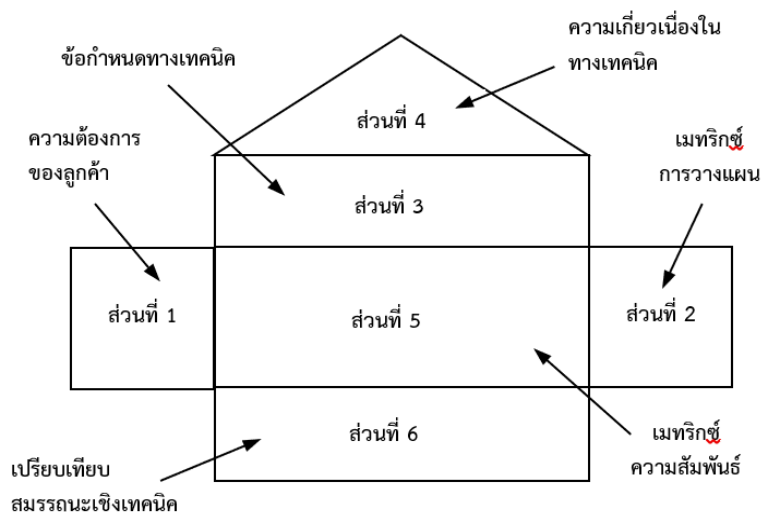 ความเกี่ยวเนื่องใน
ทางเทคนิค
ข้อกำหนดทางเทคนิค
ส่วนที่ 4
ความต้องการ
ของลูกค้า
เมทริกซ์
การวางแผน
ส่วนที่ 3
ส่วนที่ 1
ส่วนที่ 5
ส่วนที่ 2
ส่วนที่ 6
เมทริกซ์
ความสัมพันธ์
เปรียบเทียบ
สมรรถนะเชิงเทคนิค